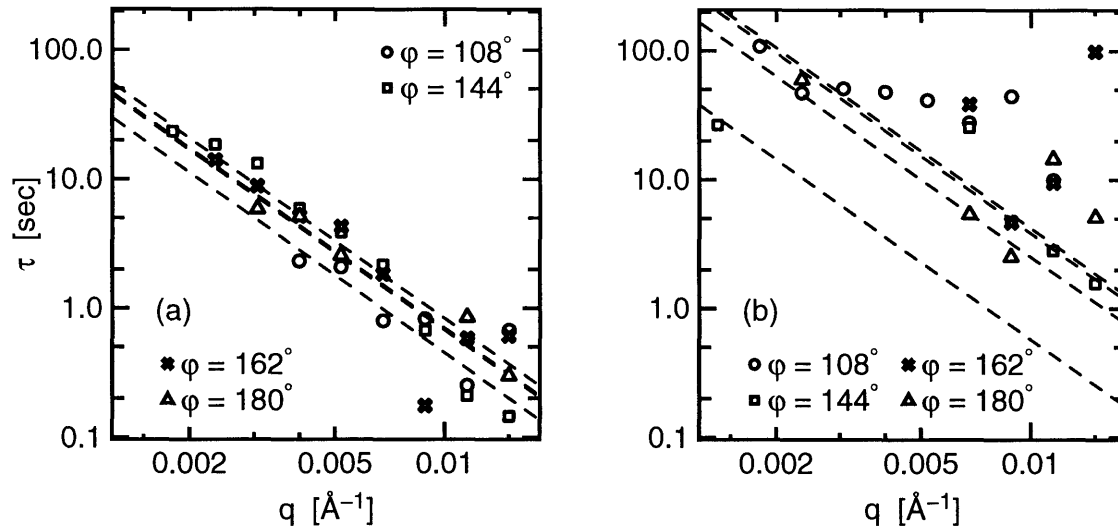 100.0
10.0
1.0
0.1
τ [sec]
φ = 108°
φ = 144°
(a)
φ = 162°
φ = 180°
0.002
0.005
0.01
q [Å⁻¹]
100.0
10.0
1.0
0.1
(b)
φ = 108°
φ = 162°
φ = 144°
φ = 180°
0.002
0.005
0.01
q [Å⁻¹]